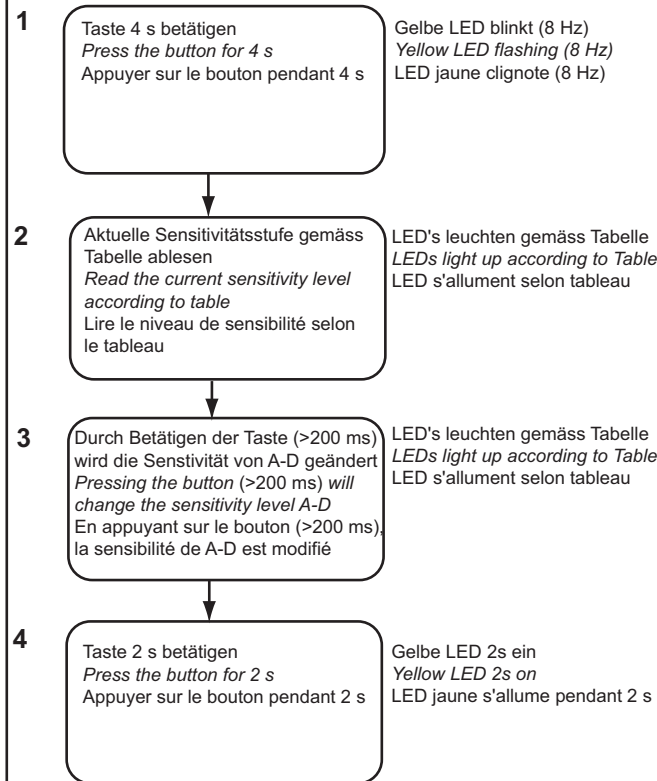 1
Taste 4 s betätigen
Press the button for 4 s
Appuyer sur le bouton pendant 4 s
Gelbe LED blinkt (8 Hz)
Yellow LED flashing (8 Hz)
LED jaune clignote (8 Hz)
2
Aktuelle Sensitivitätsstufe gemäss
Tabelle ablesen
Read the current sensitivity level
according to table
Lire le niveau de sensibilité selon
le tableau
LED's leuchten gemäss Tabelle
LEDs light up according to Table
LED s'allument selon tableau
3
Durch Betätigen der Taste (>200 ms)
wird die Senstivität von A-D geändert
Pressing the button (>200 ms) will
change the sensitivity level A-D
En appuyant sur le bouton (>200 ms),
la sensibilité de A-D est modifié
LED's leuchten gemäss Tabelle
LEDs light up according to Table
LED s'allument selon tableau
4
Taste 2 s betätigen
Press the button for 2 s
Appuyer sur le bouton pendant 2 s
Gelbe LED 2s ein
Yellow LED 2s on
LED jaune s'allume pendant 2 s